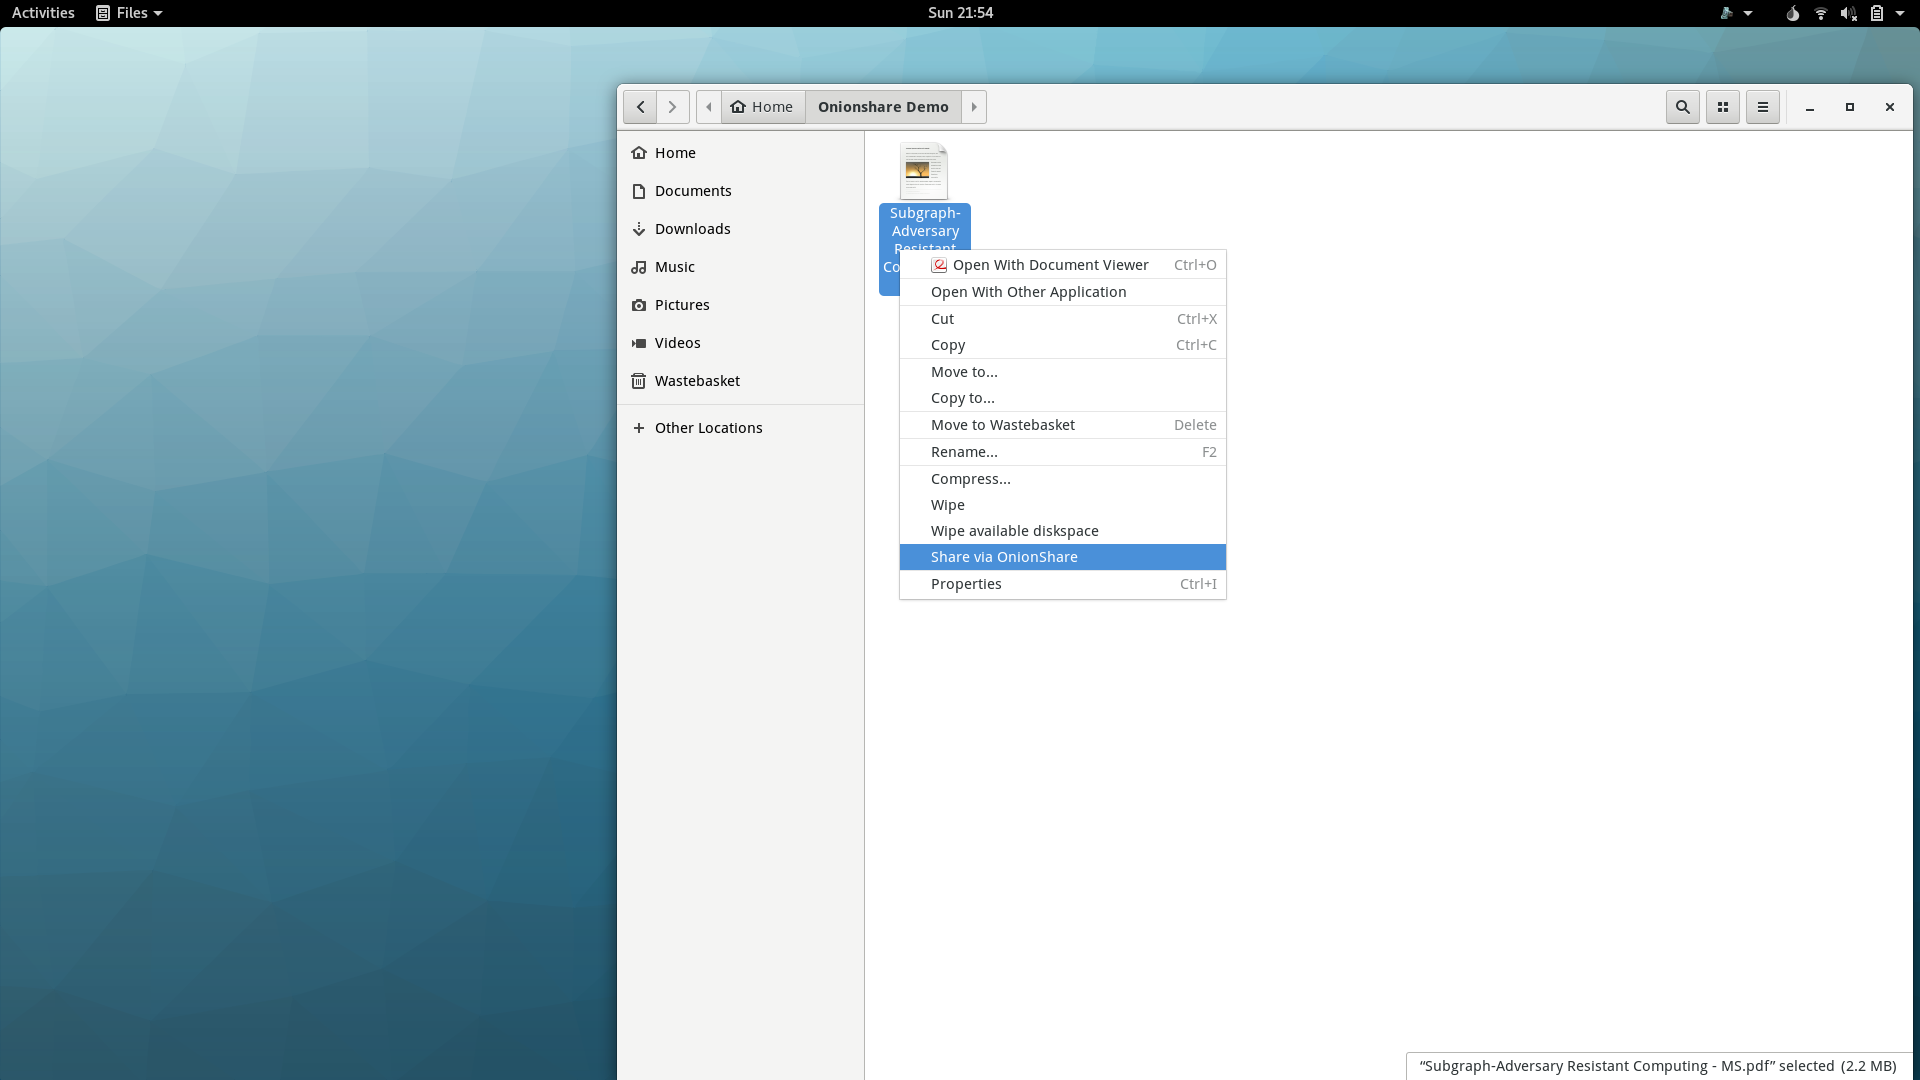 Activities
Files
Sun 21:54
Home
Onionshare Demo
Home
Documents
Downloads
Music
Pictures
Videos
Wastebasket
Other Locations
Subgraph-
Adversary
Resistant
Co
Open With Document Viewer Ctrl+O
Open With Other Application
Cut Ctrl+X
Copy Ctrl+C
Move to...
Copy to...
Move to Wastebasket Delete
Rename... F2
Compress...
Wipe
Wipe available diskspace
Share via OnionShare
Properties Ctrl+I
“Subgraph-Adversary Resistant Computing - MS.pdf” selected (2.2 MB)